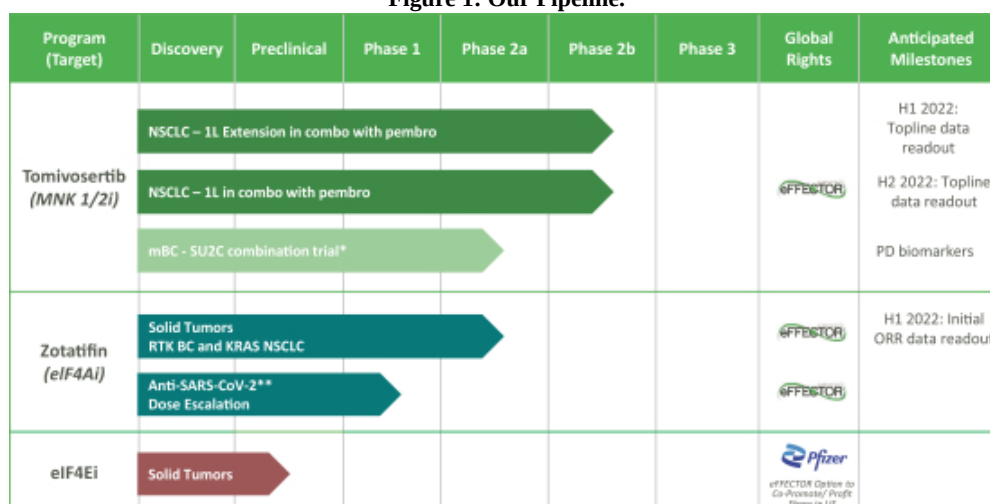 Figure 1: Our Pipeline.
Program
(Target)
Discovery
Preclinical
Phase 1
Phase 2a
Phase 2b
Phase 3
Global
Rights
Anticipated
Milestones
Tomivosertib
(MNK 1/2i)
NSCLC – 1L Extension in combo with pembro
H1 2022:
Topline data
readout
NSCLC – 1L in combo with pembro
eFFECTOR
H2 2022: Topline
data readout
mBC - SU2C combination trial*
PD biomarkers
Zotatifin
(eIF4Ai)
Solid Tumors
RTK BC and KRAS NSCLC
eFFECTOR
H1 2022: Initial
ORR data readout
Anti-SARS-CoV-2**
Dose Escalation
eFFECTOR
eIF4Ei
Solid Tumors
Pfizer
eFFECTOR Option to
Co-Promote/ Profit